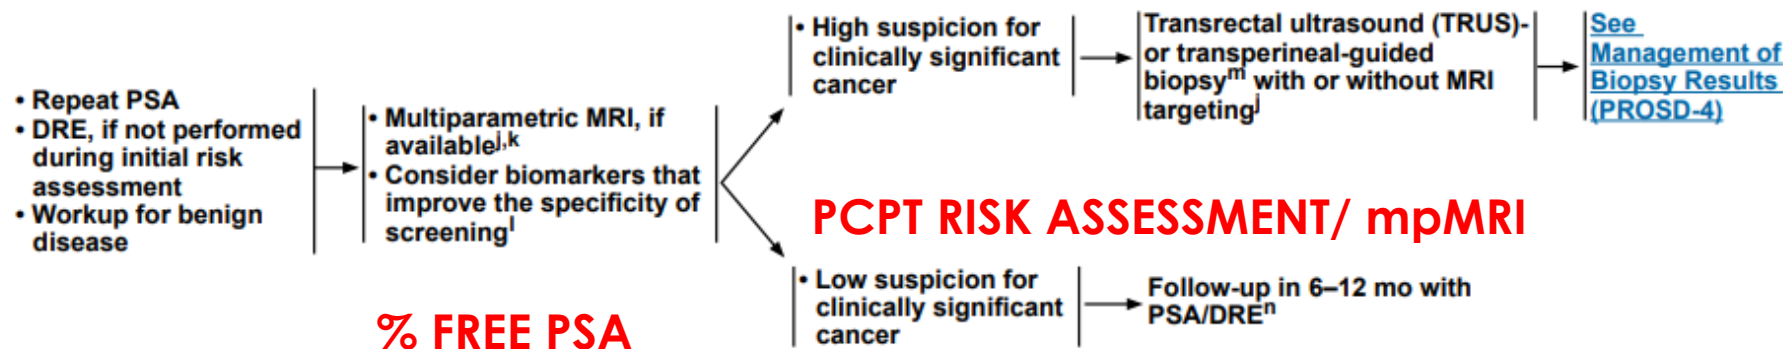 • Repeat PSA
• DRE, if not performed
during initial risk
assessment
• Workup for benign
disease
• Multiparametric MRI, if
available^j,k
• Consider biomarkers that
improve the specificity of
screening^l
% FREE PSA
• High suspicion for
clinically significant
cancer
Transrectal ultrasound (TRUS)-
or transperineal-guided
biopsy^m with or without MRI
targeting^j
See
Management of
Biopsy Results
(PROSD-4)
PCPT RISK ASSESSMENT/ mpMRI
• Low suspicion for
clinically significant
cancer
Follow-up in 6–12 mo with
PSA/DRE^n